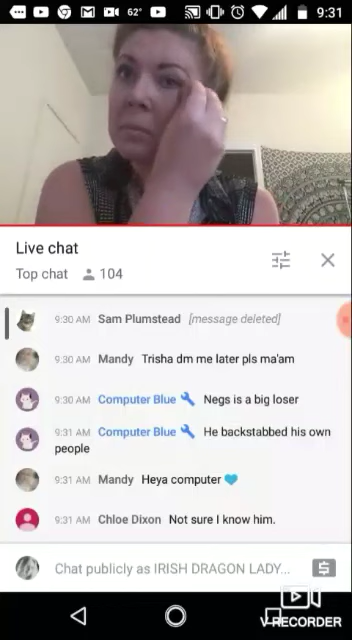 62° 9:31
Live chat
Top chat 104
9:30 AM Sam Plumstead [message deleted]
9:30 AM Mandy Trisha dm me later pls ma'am
9:30 AM Computer Blue Negs is a big loser
9:31 AM Computer Blue He backstabbed his own
people
9:31 AM Mandy Heya computer 💙
9:31 AM Chloe Dixon Not sure I know him.
Chat publicly as IRISH DRAGON LADY...
V RECORDER